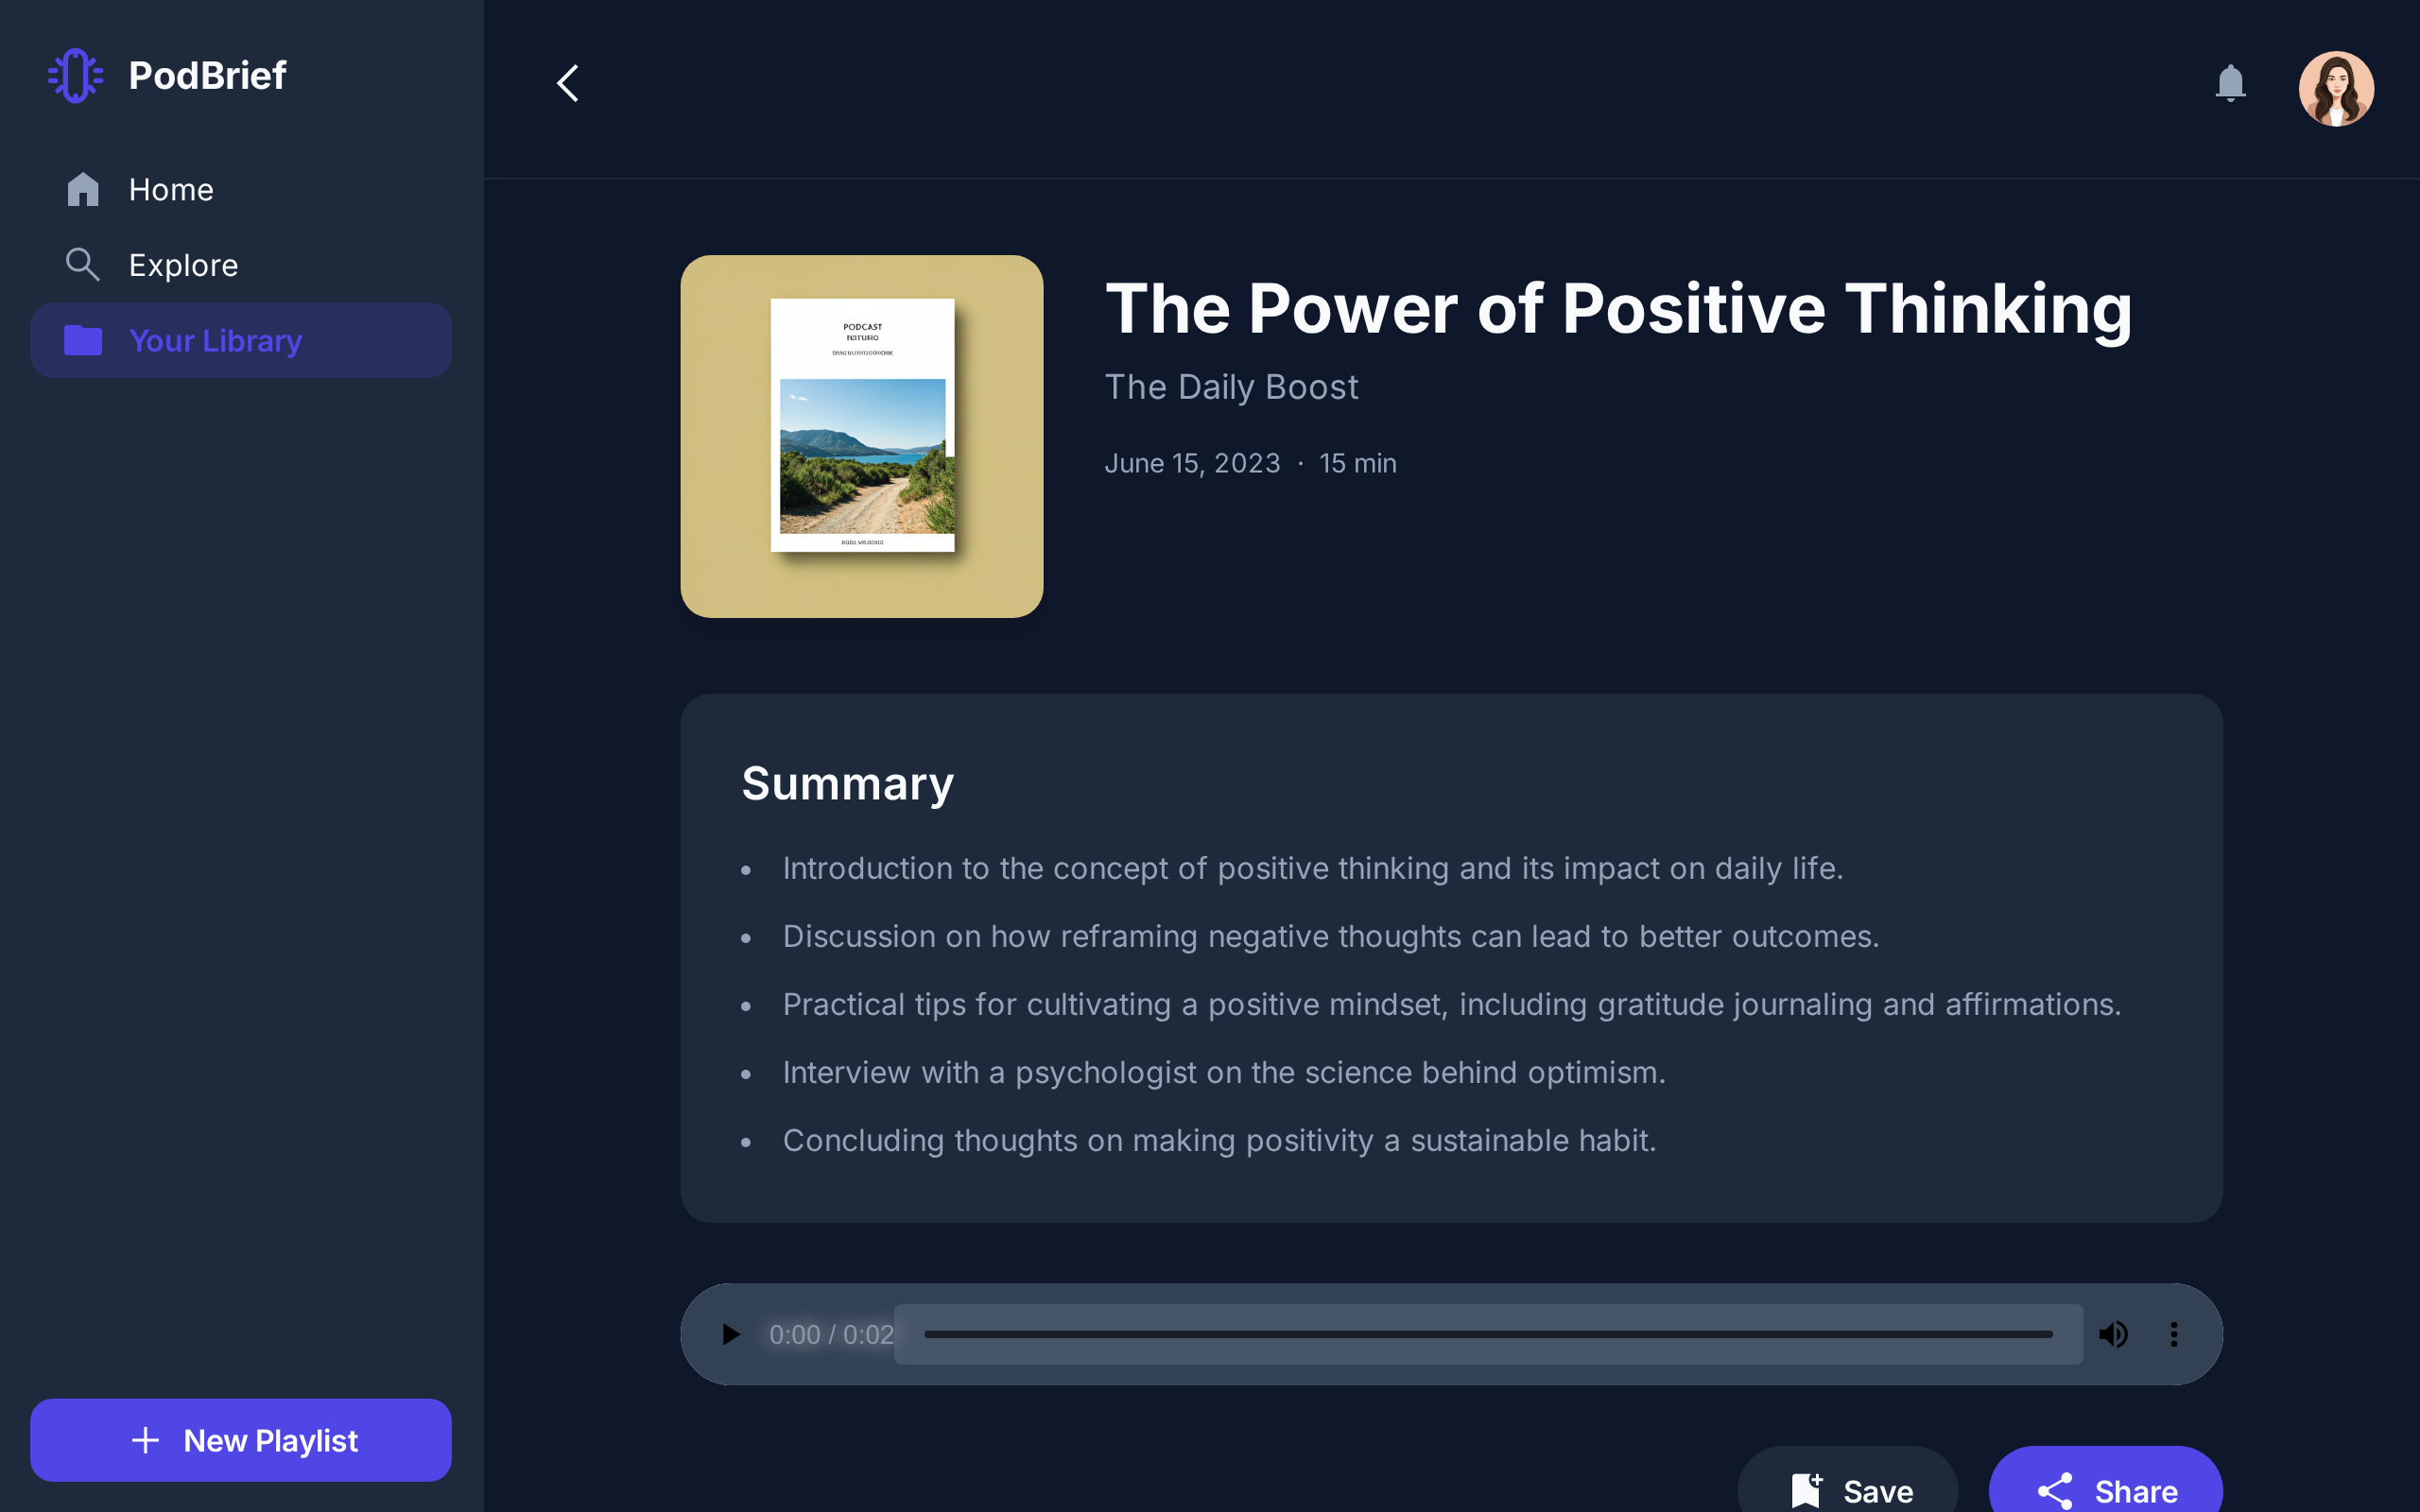 PodBrief
Home
Explore
Your Library
New Playlist
PODCAST
The Power of Positive Thinking
The Daily Boost
June 15, 2023 · 15 min
Summary
• Introduction to the concept of positive thinking and its impact on daily life.
• Discussion on how reframing negative thoughts can lead to better outcomes.
• Practical tips for cultivating a positive mindset, including gratitude journaling and affirmations.
• Interview with a psychologist on the science behind optimism.
• Concluding thoughts on making positivity a sustainable habit.
0:00 / 0:02
Save
Share